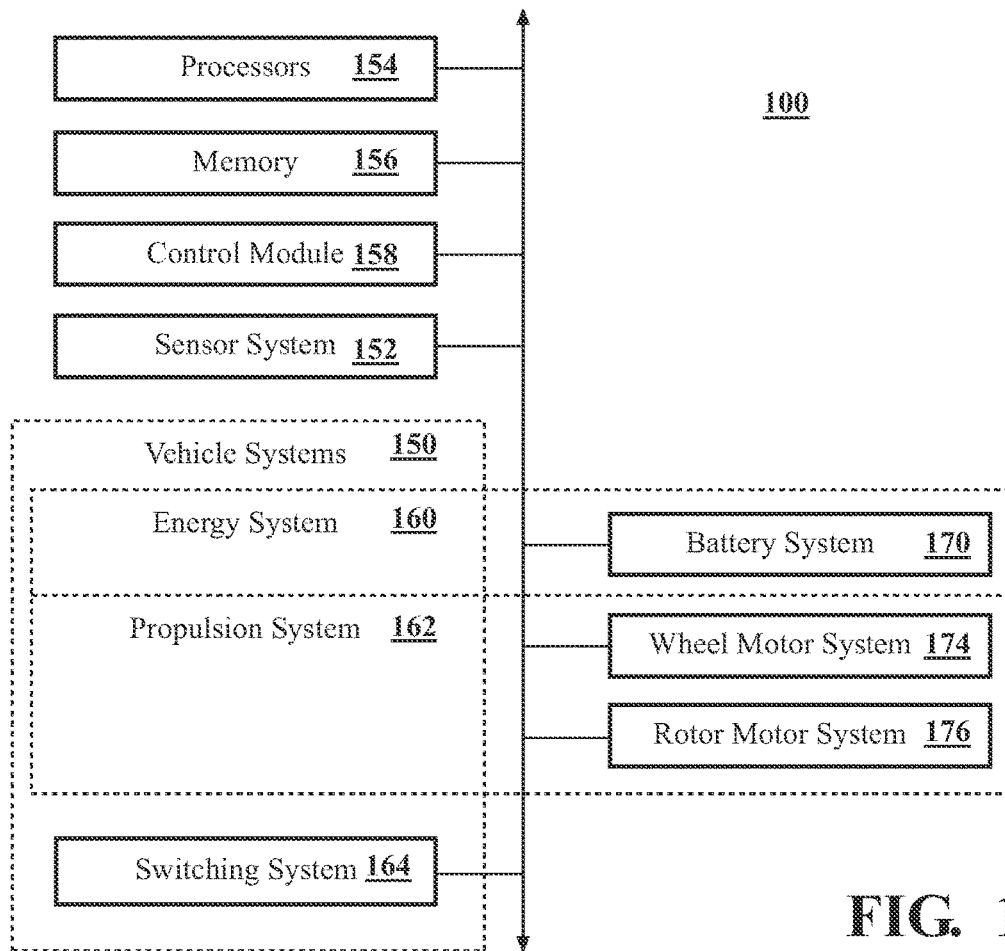 Processors 154
100
Memory 156
Control Module 158
Sensor System 152
Vehicle Systems 150
Energy System 160
Battery System 170
Propulsion System 162
Wheel Motor System 174
Rotor Motor System 176
Switching System 164
FIG. 1